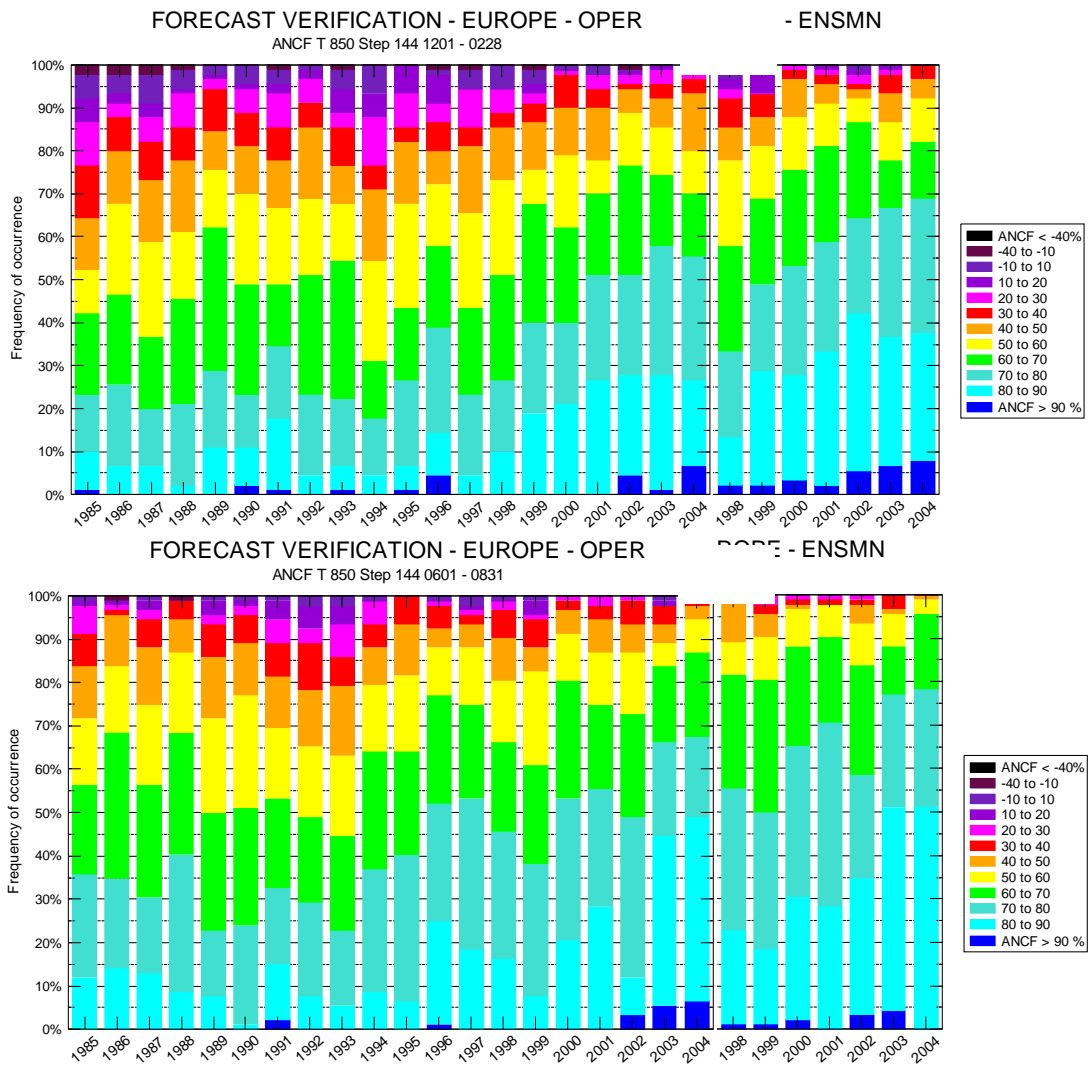 FORECAST VERIFICATION - EUROPE - OPER
- ENSMN
ANCF T 850 Step 144 1201 - 0228
Frequency of occurrence
100%
90%
80%
70%
60%
50%
40%
30%
20%
10%
0%
1985 1986 1987 1988 1989 1990 1991 1992 1993 1994 1995 1996 1997 1998 1999 2000 2001 2002 2003 2004
1998 1999 2000 2001 2002 2003 2004
ANCF < -40%
-40 to -10
-10 to 10
10 to 20
20 to 30
30 to 40
40 to 50
50 to 60
60 to 70
70 to 80
80 to 90
ANCF > 90 %
FORECAST VERIFICATION - EUROPE - OPER
- ENSMN
ANCF T 850 Step 144 0601 - 0831
Frequency of occurrence
100%
90%
80%
70%
60%
50%
40%
30%
20%
10%
0%
1985 1986 1987 1988 1989 1990 1991 1992 1993 1994 1995 1996 1997 1998 1999 2000 2001 2002 2003 2004
1998 1999 2000 2001 2002 2003 2004
ANCF < -40%
-40 to -10
-10 to 10
10 to 20
20 to 30
30 to 40
40 to 50
50 to 60
60 to 70
70 to 80
80 to 90
ANCF > 90 %